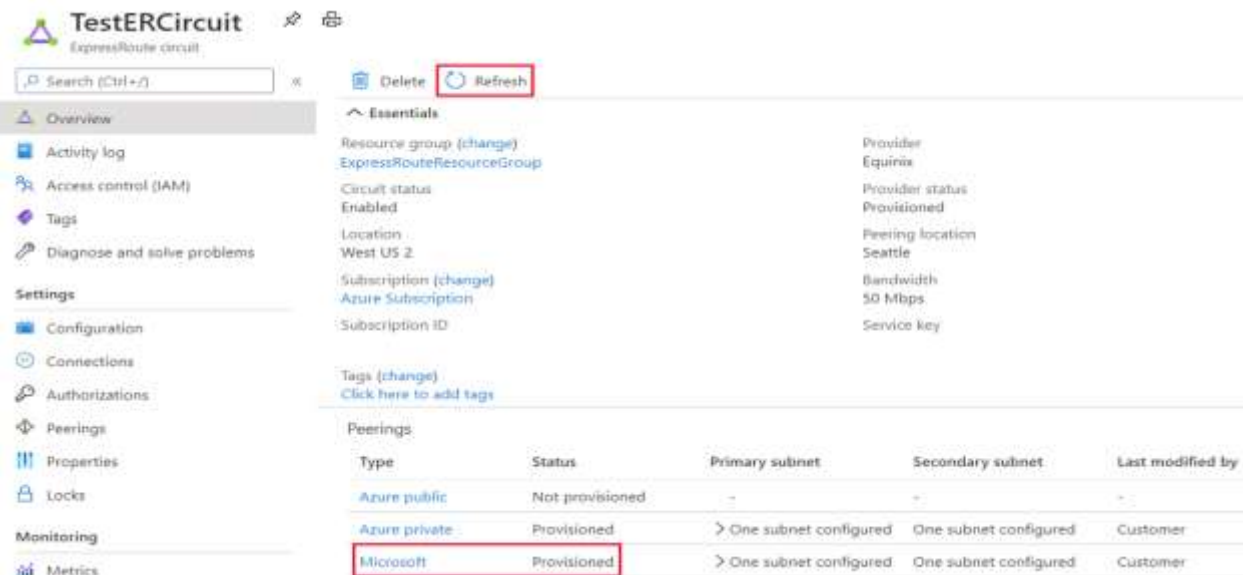 TestERCircuit
ExpressRoute circuit
Search (Ctrl+/)
«
Delete
Refresh
Overview
Activity log
Access control (IAM)
Tags
Diagnose and solve problems
Settings
Configuration
Connections
Authorizations
Peerings
Properties
Locks
Monitoring
Metrics
Essentials
Resource group (change)
ExpressRouteResourceGroup
Circuit status
Enabled
Location
West US 2
Subscription (change)
Azure Subscription
Subscription ID
Provider
Equinix
Provider status
Provisioned
Peering location
Seattle
Bandwidth
50 Mbps
Service key
Tags (change)
Click here to add tags
Peerings
Type Status Primary subnet Secondary subnet Last modified by
Azure public Not provisioned - - -
Azure private Provisioned > One subnet configured One subnet configured Customer
Microsoft Provisioned > One subnet configured One subnet configured Customer